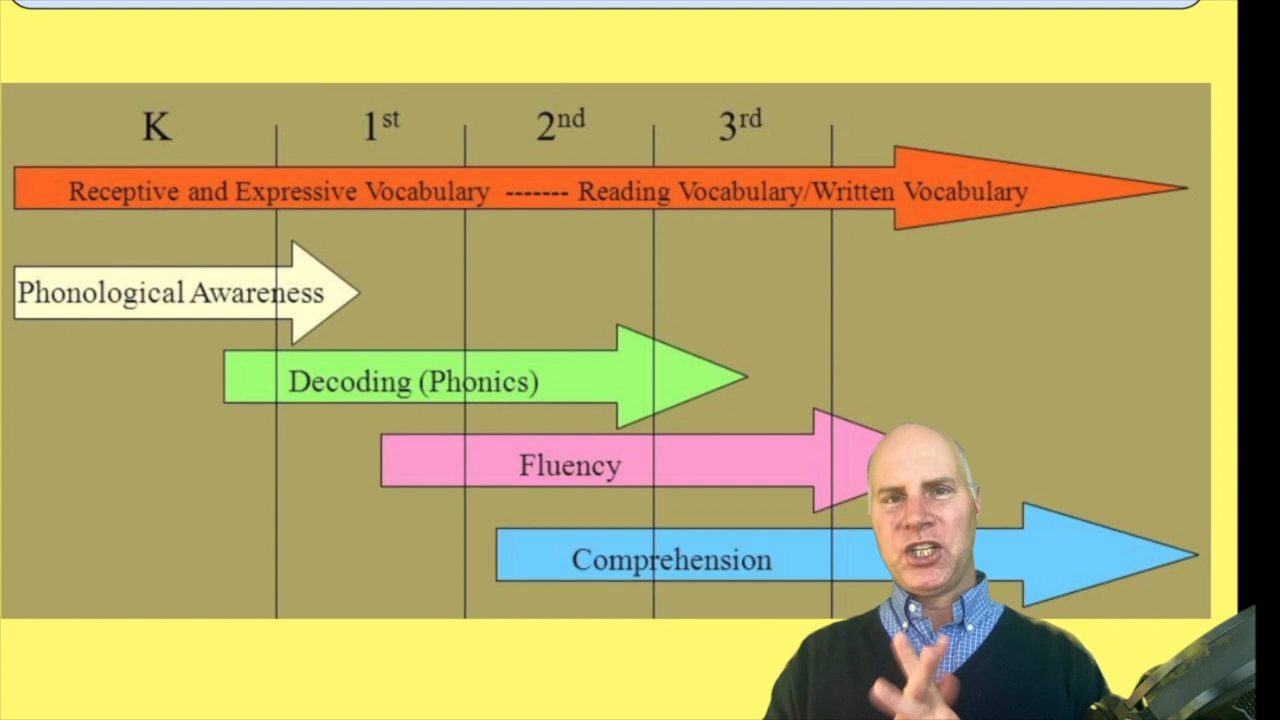 K 1st 2nd 3rd
Receptive and Expressive Vocabulary ------- Reading Vocabulary/Written Vocabulary
Phonological Awareness
Decoding (Phonics)
Fluency
Comprehension